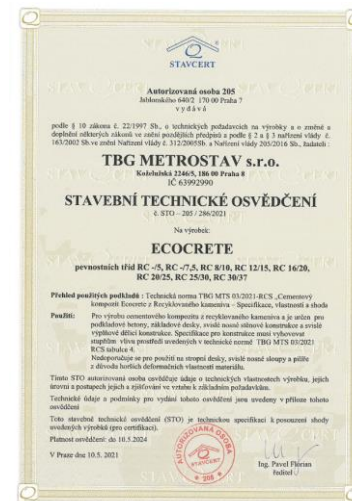 STAVCERT
Autorizovaná osoba 205
Jablonského 640/2 170 00 Praha 7
v y d á v á
podle § 10 zákona č. 22/1997 Sb., o technických požadavcích na výrobky a o změně a
doplnění některých zákonů ve znění pozdějších předpisů a podle § 2 a § 3 nařízení vlády č.
163/2002 Sb.ve znění Nařízení vlády č. 312/2005Sb. a Nařízení vlády 205/2016 Sb., žadateli :
TBG METROSTAV s.r.o.
Koželužská 2246/5, 186 00 Praha 8
IČ 63992990
STAVEBNÍ TECHNICKÉ OSVĚDČENÍ
č. STO – 205 / 286/2021
Na výrobek:
ECOCRETE
pevnostních tříd RC -/5, RC -/7,5, RC 8/10, RC 12/15, RC 16/20,
RC 20/25, RC 25/30, RC 30/37
Přehled použitých podkladů : Technická norma TBG MTS 03/2021-RCS „Cementový
kompozit Ecocrete z Recyklovaného kameniva – Specifikace, vlastnosti a shoda
Použití: Pro výrobu cementového kompozitu z recyklovaného kameniva a je určen pro
podkladové betony, základové desky, svislé nosné stěnové konstrukce a svislé
výplňové dělící konstrukce. Specifikace pro konstrukce musí vyhovovat
stupňům vlivu prostředí uvedených v technické normě TBG MTS 03/2021
RCS tabulce 4.
Nedoporučuje se pro použití na stropní desky, svislé nosné sloupy a pilíře
z důvodu horších deformačních vlastností materiálu.
Tímto STO autorizovaná osoba osvědčuje údaje o technických vlastnostech výrobku, jejich
úrovni a postupech jejich a zjišťování ve vztahu k základním požadavkům.
Technické údaje a podmínky pro vydání tohoto osvědčení jsou uvedeny v příloze tohoto
osvědčení
Toto stavebně technické osvědčení (STO) je technickou specifikací k posouzení shody
uvedených výrobků (pro certifikaci).
Platnost osvědčení: do 10.5.2024
V Praze dne 10.5. 2021
AUTORIZOVANÁ OSOBA
STAVCERT
205
Ing. Pavel Florian
ředitel